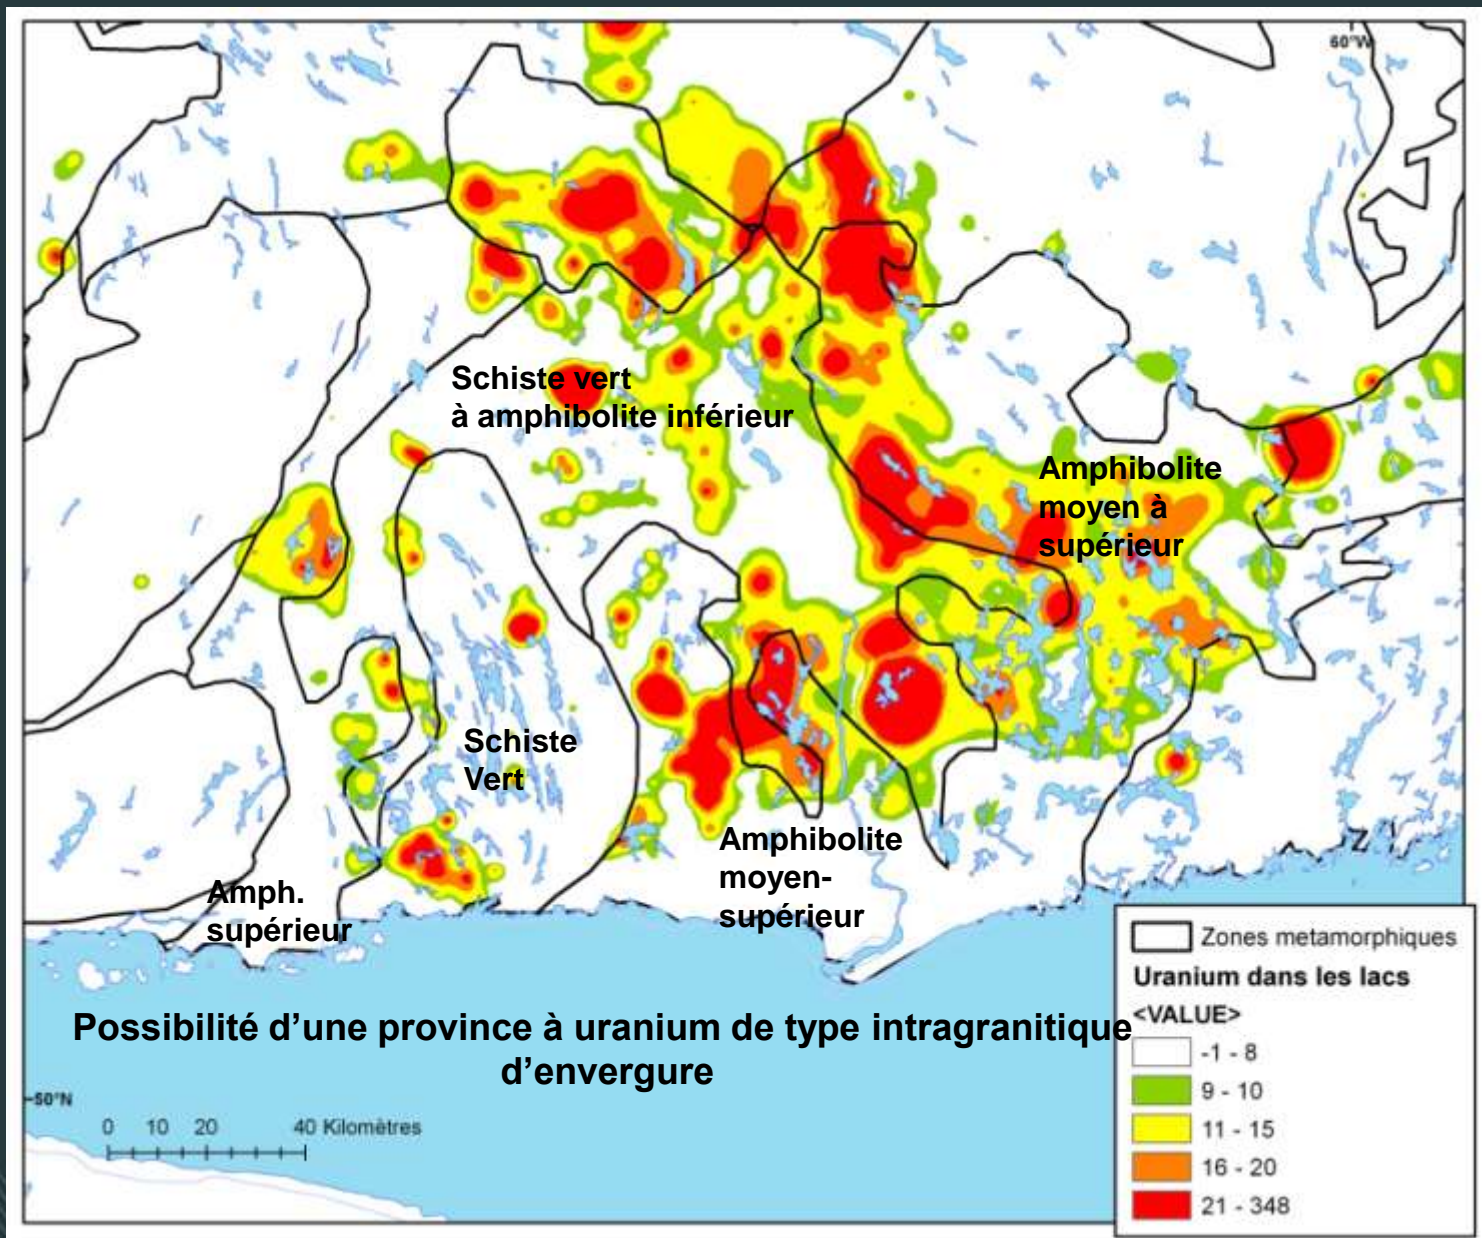 60°W
Schiste vert
à amphibolite inférieur
Amphibolite
moyen à
supérieur
Schiste
Vert
Amphibolite
moyen-
supérieur
Amph.
supérieur
Possibilité d’une province à uranium de type intragranitique
d’envergure
50°N
0 10 20 40 Kilomètres
Zones metamorphiques
Uranium dans les lacs
<VALUE>
-1 - 8
9 - 10
11 - 15
16 - 20
21 - 348